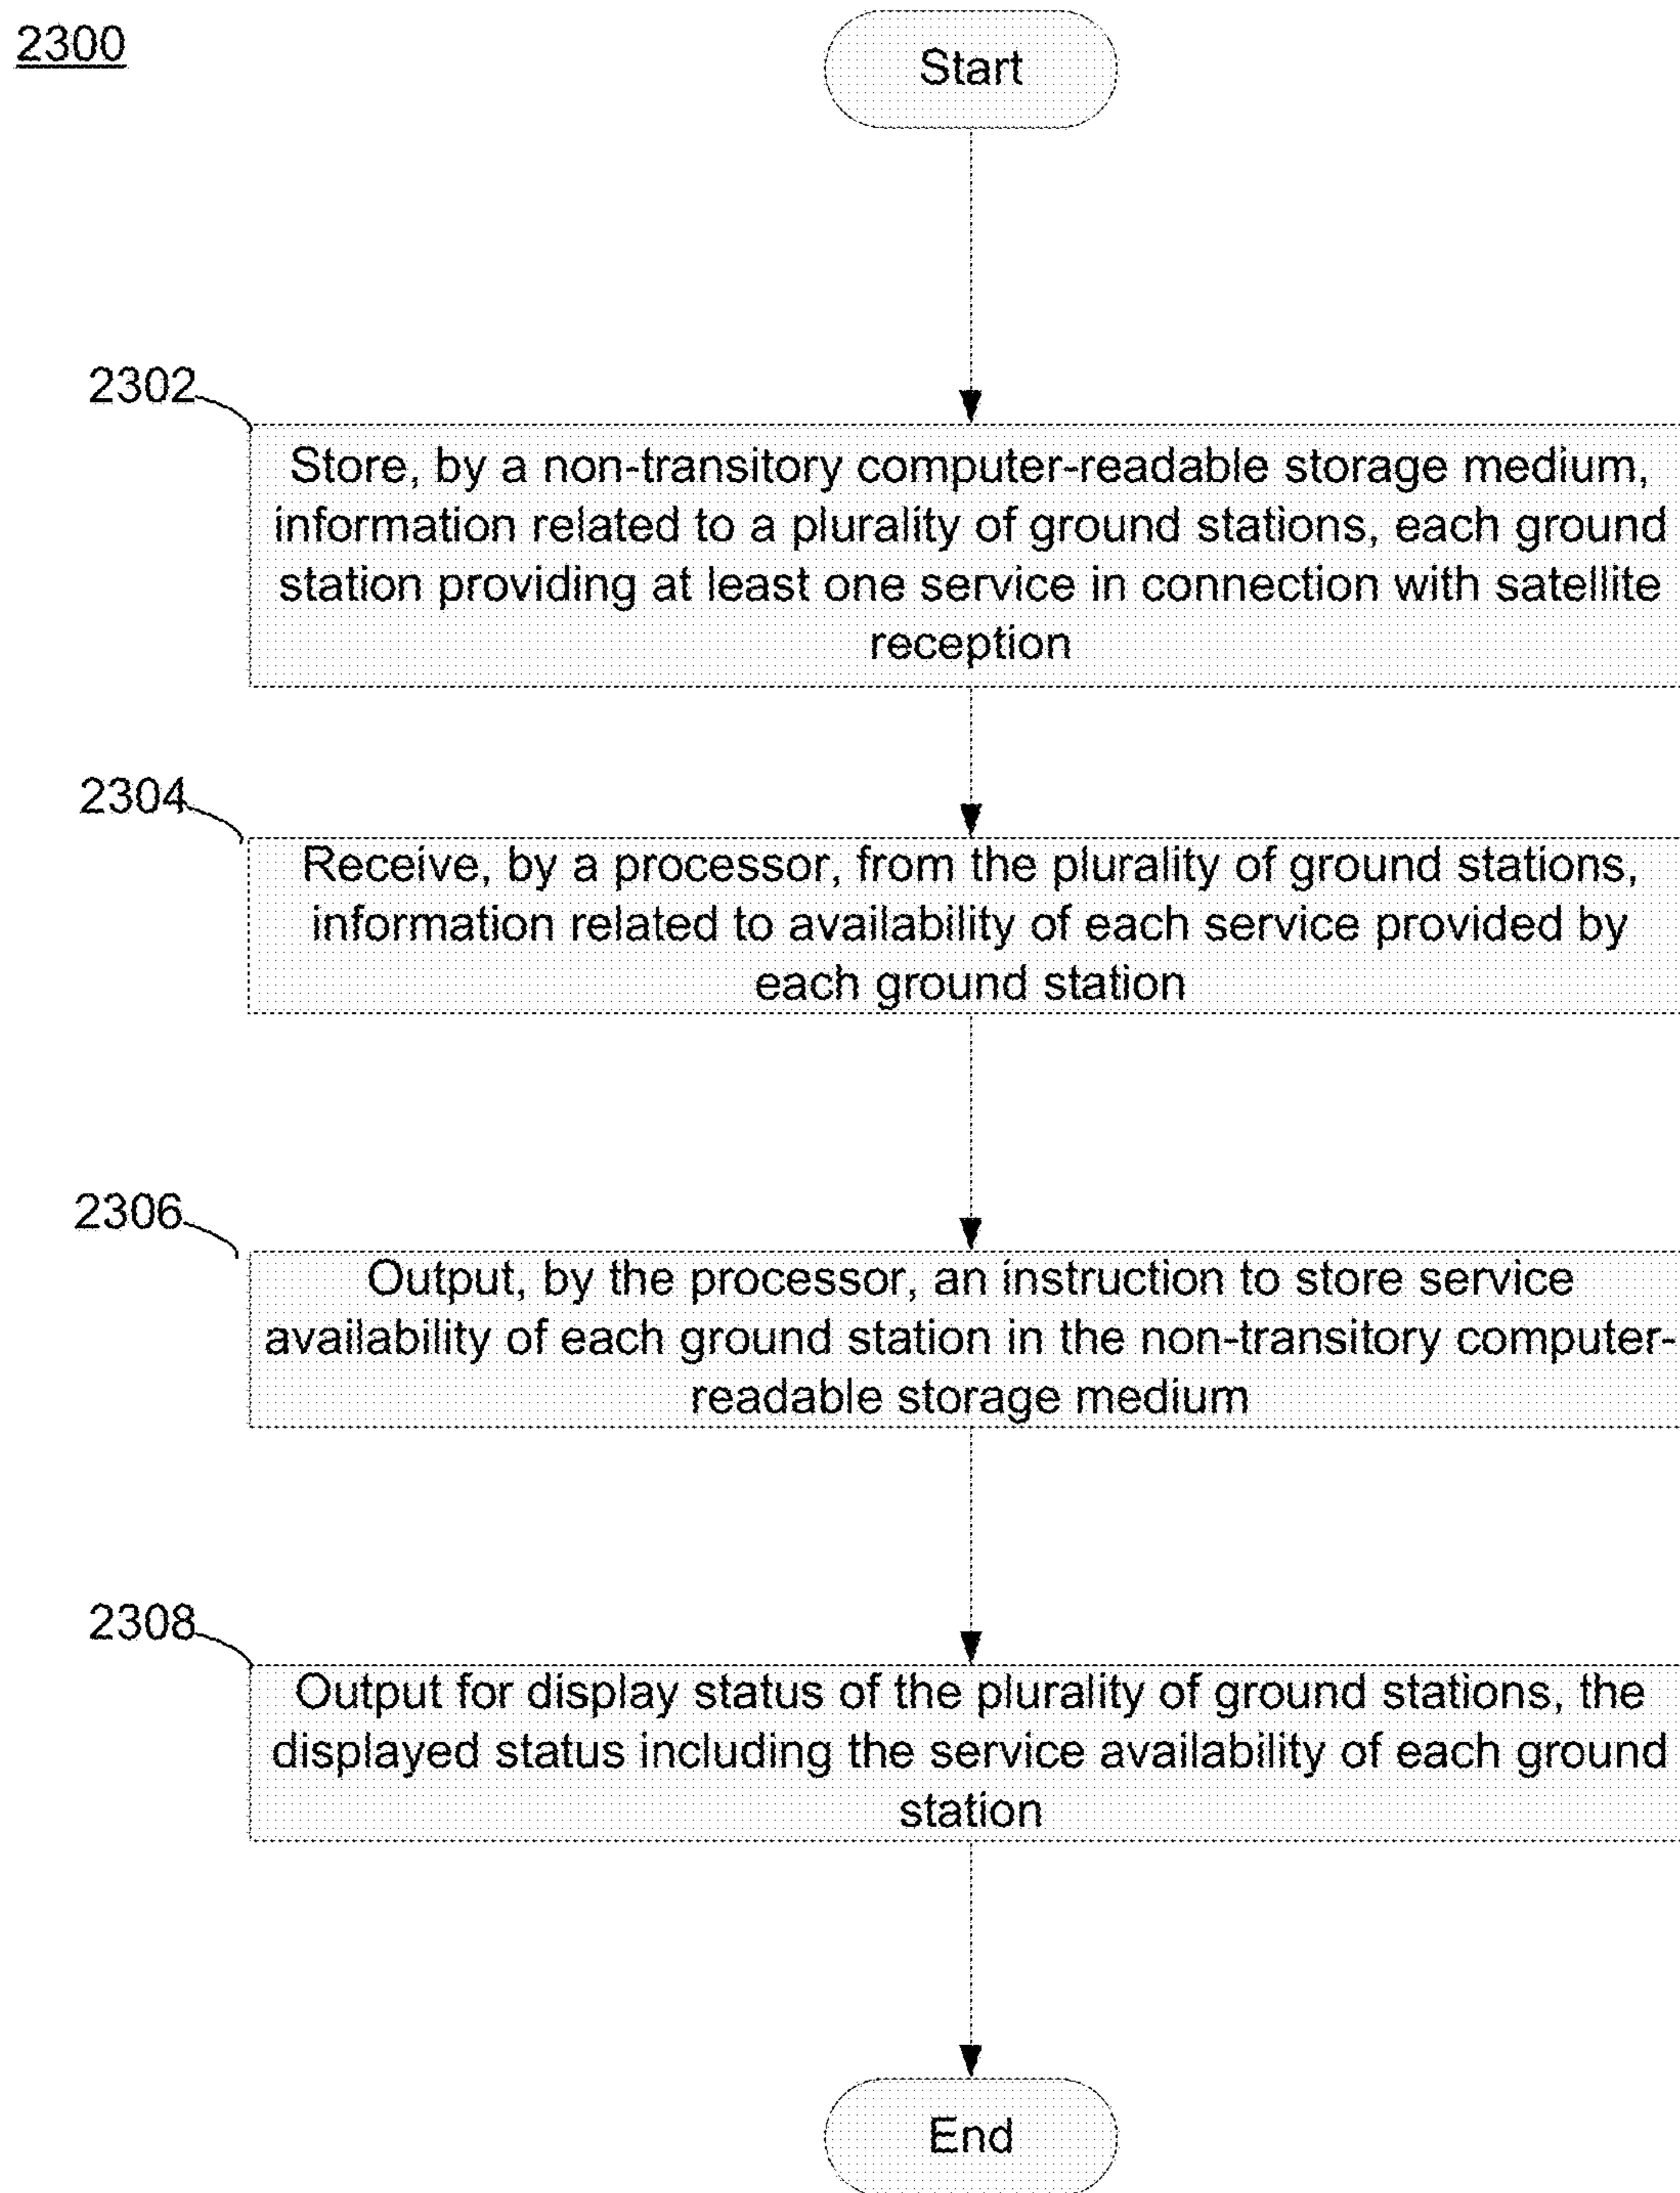 2300
Start
2302
Store, by a non-transitory computer-readable storage medium,
information related to a plurality of ground stations, each ground
station providing at least one service in connection with satellite
reception
2304
Receive, by a processor, from the plurality of ground stations,
information related to availability of each service provided by
each ground station
2306
Output, by the processor, an instruction to store service
availability of each ground station in the non-transitory computer-
readable storage medium
2308
Output for display status of the plurality of ground stations, the
displayed status including the service availability of each ground
station
End